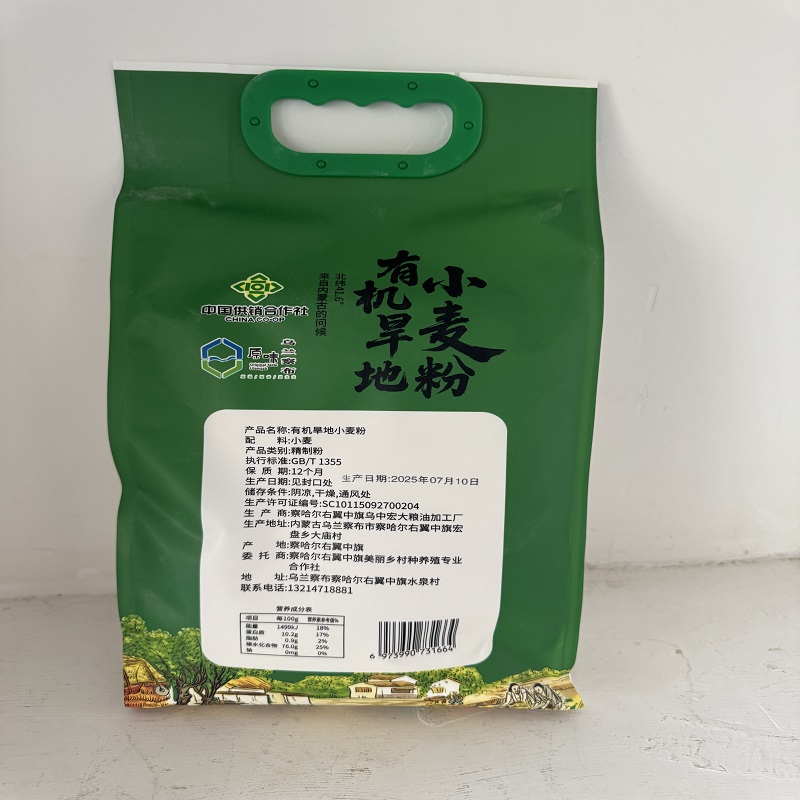 有机旱地
小麦粉
北纬41.6°
来自内蒙古的问候
中国供销合作社
CHINA CO-OP
原味
乌兰察布
产品名称:有机旱地小麦粉
配 料:小麦
产品类别:精制粉
执行标准:GB/T 1355
保 质 期:12个月
生产日期:见封口处 生产日期:2025年07月10日
储存条件:阴凉,干燥,通风处
生产许可证编号:SC10115092700204
生 产 商:察哈尔右翼中旗乌中宏大粮油加工厂
生产地址:内蒙古乌兰察布市察哈尔右翼中旗宏
盘乡大庙村
产 地:察哈尔右翼中旗
委 托 商:察哈尔右翼中旗美丽乡村种养殖专业
合作社
地 址:乌兰察布察哈尔右翼中旗水泉村
联系电话:13214718881
营养成分表
项目 每100g 营养素参考值%
能量 1499kJ 18%
蛋白质 10.2g 17%
脂肪 0.9g 2%
碳水化合物 76.0g 25%
钠 0mg 0%
6 973990 731664